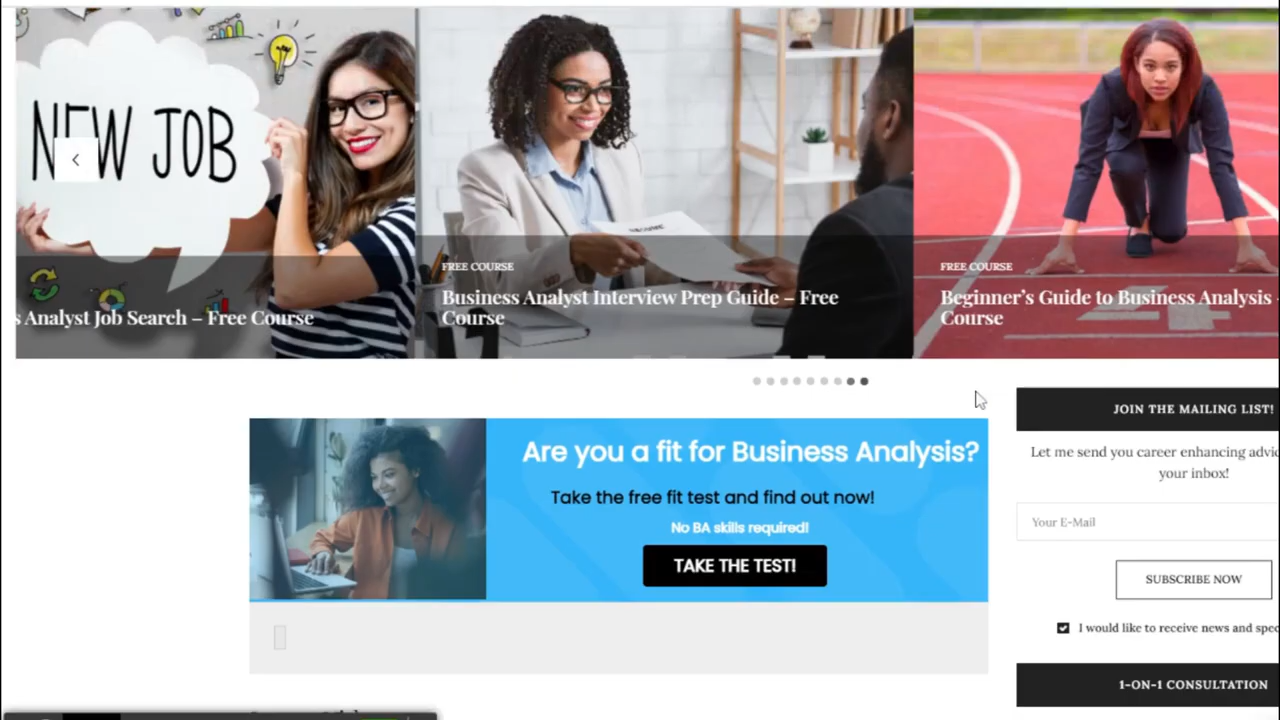 NEW JOB
s Analyst Job Search – Free Course
RESUME
FREE COURSE
Business Analyst Interview Prep Guide – Free
Course
FREE COURSE
Beginner's Guide to Business Analysis
Course
4
Are you a fit for Business Analysis?
Take the free fit test and find out now!
No BA skills required!
TAKE THE TEST!
JOIN THE MAILING LIST!
Let me send you career enhancing advic
your inbox!
Your E-Mail
SUBSCRIBE NOW
I would like to receive news and spec
1-ON-1 CONSULTATION